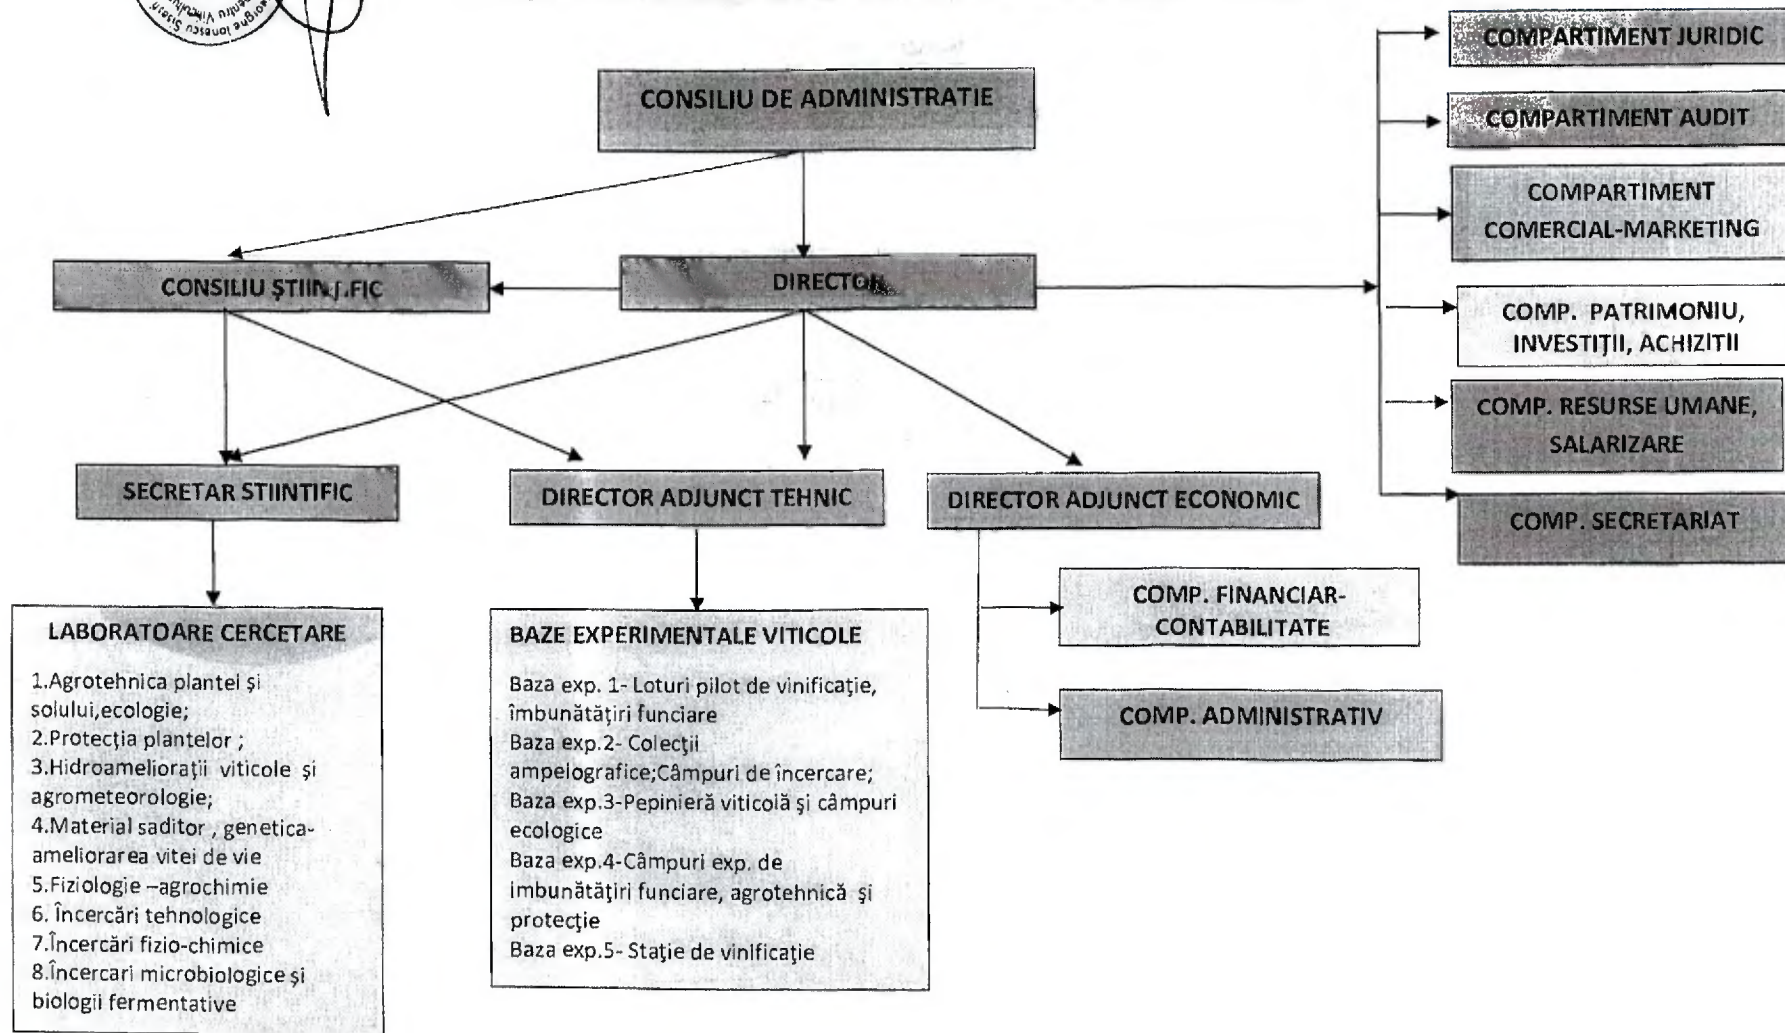 Gheorghe Ionescu Sisești
pentru
CONSILIU DE ADMINISTRATIE
COMPARTIMENT JURIDIC
COMPARTIMENT AUDIT
COMPARTIMENT
COMERCIAL-MARKETING
COMP. PATRIMONIU,
INVESTIŢII, ACHIZITII
COMP. RESURSE UMANE,
SALARIZARE
COMP. SECRETARIAT
CONSILIU ŞTIINŢIFIC
DIRECTOR
SECRETAR STIINTIFIC
DIRECTOR ADJUNCT TEHNIC
DIRECTOR ADJUNCT ECONOMIC
COMP. FINANCIAR-
CONTABILITATE
COMP. ADMINISTRATIV
LABORATOARE CERCETARE
1.Agrotehnica plantei şi
solului,ecologie;
2.Protecţia plantelor ;
3.Hidroamelioraţii viticole şi
agrometeorologie;
4.Material saditor , genetica-
ameliorarea vitei de vie
5.Fiziologie –agrochimie
6. Încercări tehnologice
7.Încercări fizio-chimice
8.Încercari microbiologice şi
biologii fermentative
BAZE EXPERIMENTALE VITICOLE
Baza exp. 1- Loturi pilot de vinificaţie,
îmbunătăţiri funciare
Baza exp.2- Colecţii
ampelografice;Câmpuri de încercare;
Baza exp.3-Pepinieră viticolă şi câmpuri
ecologice
Baza exp.4-Câmpuri exp. de
imbunătăţiri funciare, agrotehnică şi
protecţie
Baza exp.5- Staţie de vinificaţie